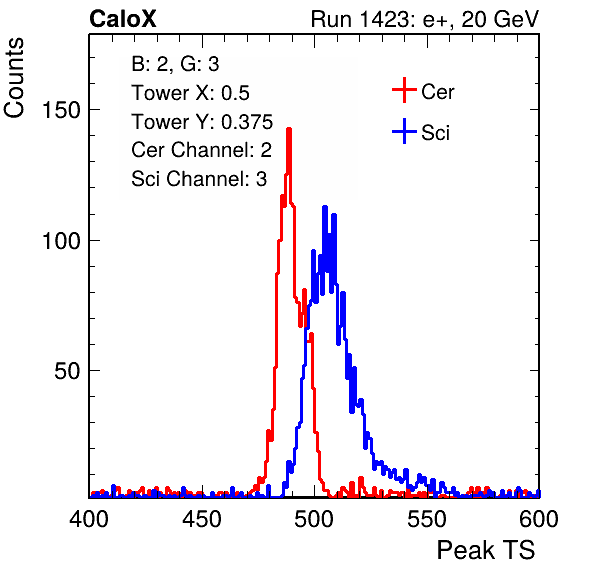 CaloX
Run 1423: e+, 20 GeV
Counts
B: 2, G: 3
Tower X: 0.5
Tower Y: 0.375
Cer Channel: 2
Sci Channel: 3
Cer
Sci
150
100
50
400 450 500 550 600
Peak TS